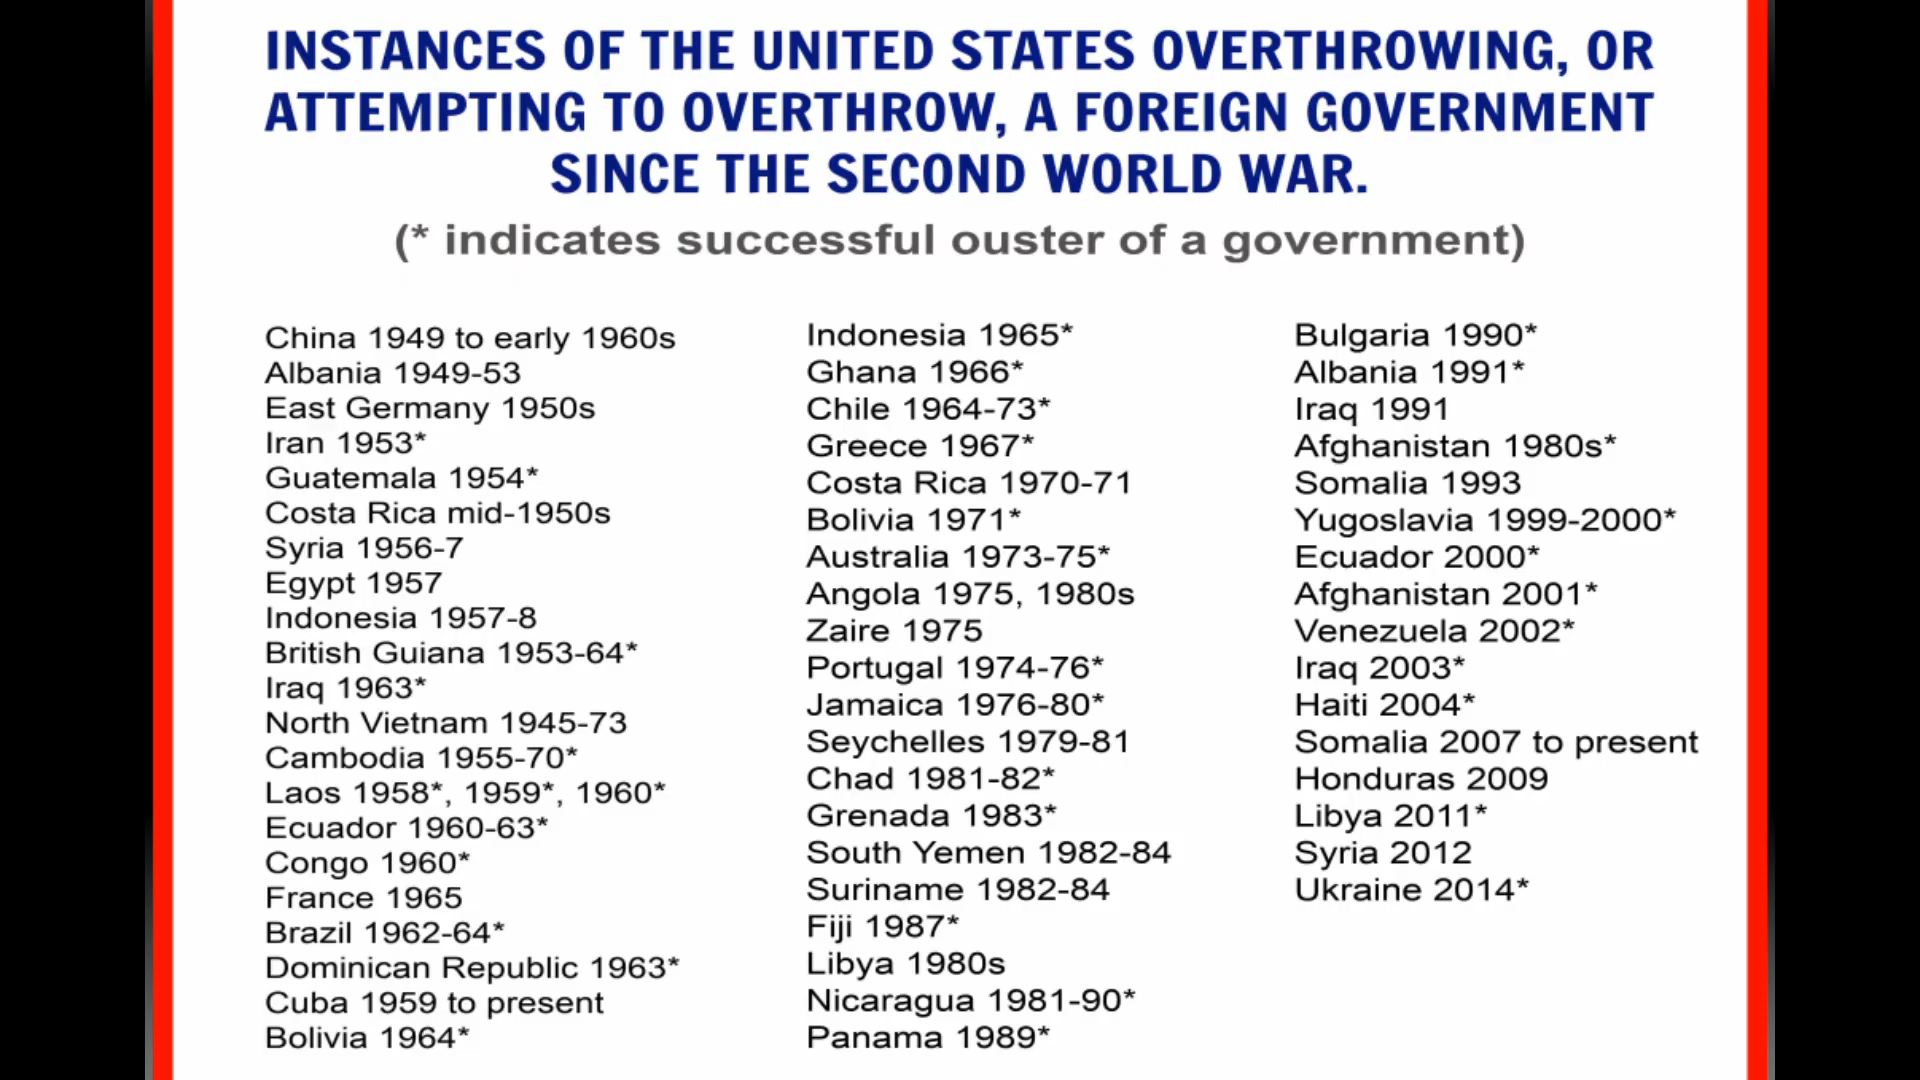 INSTANCES OF THE UNITED STATES OVERTHROWING, OR
ATTEMPTING TO OVERTHROW, A FOREIGN GOVERNMENT
SINCE THE SECOND WORLD WAR.
(* indicates successful ouster of a government)
China 1949 to early 1960s
Albania 1949-53
East Germany 1950s
Iran 1953*
Guatemala 1954*
Costa Rica mid-1950s
Syria 1956-7
Egypt 1957
Indonesia 1957-8
British Guiana 1953-64*
Iraq 1963*
North Vietnam 1945-73
Cambodia 1955-70*
Laos 1958*, 1959*, 1960*
Ecuador 1960-63*
Congo 1960*
France 1965
Brazil 1962-64*
Dominican Republic 1963*
Cuba 1959 to present
Bolivia 1964*
Indonesia 1965*
Ghana 1966*
Chile 1964-73*
Greece 1967*
Costa Rica 1970-71
Bolivia 1971*
Australia 1973-75*
Angola 1975, 1980s
Zaire 1975
Portugal 1974-76*
Jamaica 1976-80*
Seychelles 1979-81
Chad 1981-82*
Grenada 1983*
South Yemen 1982-84
Suriname 1982-84
Fiji 1987*
Libya 1980s
Nicaragua 1981-90*
Panama 1989*
Bulgaria 1990*
Albania 1991*
Iraq 1991
Afghanistan 1980s*
Somalia 1993
Yugoslavia 1999-2000*
Ecuador 2000*
Afghanistan 2001*
Venezuela 2002*
Iraq 2003*
Haiti 2004*
Somalia 2007 to present
Honduras 2009
Libya 2011*
Syria 2012
Ukraine 2014*